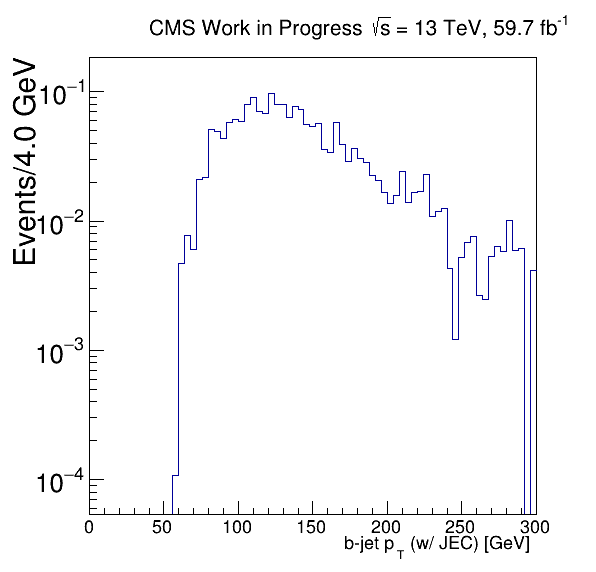 CMS Work in Progress √s = 13 TeV, 59.7 fb⁻¹
Events/4.0 GeV
10⁻¹
10⁻²
10⁻³
10⁻⁴
0 50 100 150 200 250 300
b-jet p_T (w/ JEC) [GeV]